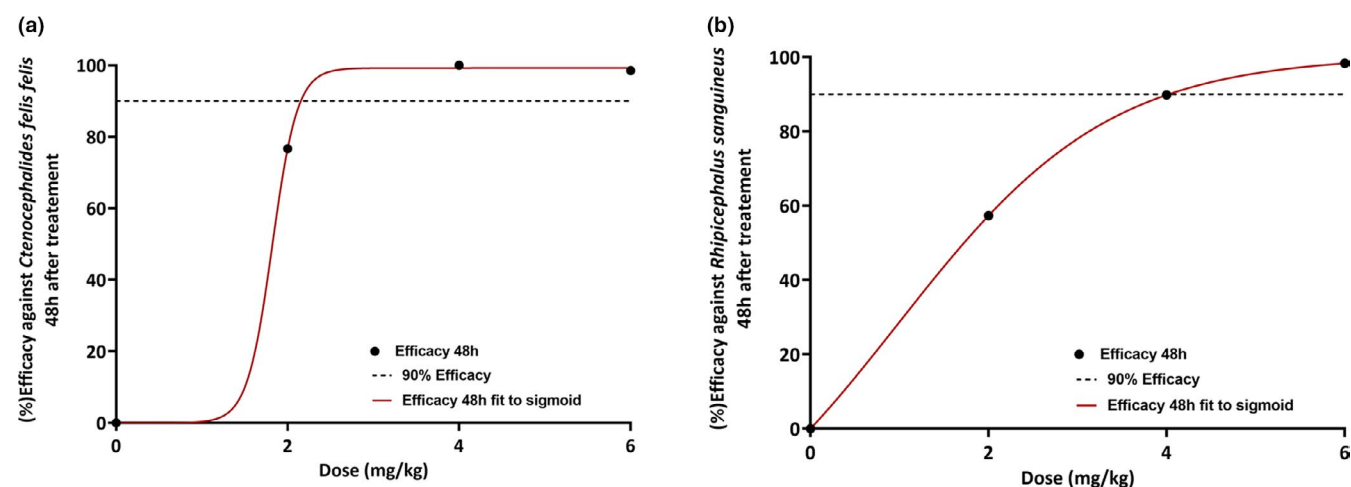 (a)
(%)Efficacy against Ctenocephalides felis felis
48h after treatement
100
80
60
40
20
0
0
2
4
6
Dose (mg/kg)
Efficacy 48h
90% Efficacy
Efficacy 48h fit to sigmoid
(b)
(%)Efficacy against Rhipicephalus sanguineus
48h after treatment
100
80
60
40
20
0
0
2
4
6
Dose (mg/kg)
Efficacy 48h
90% Efficacy
Efficacy 48h fit to sigmoid